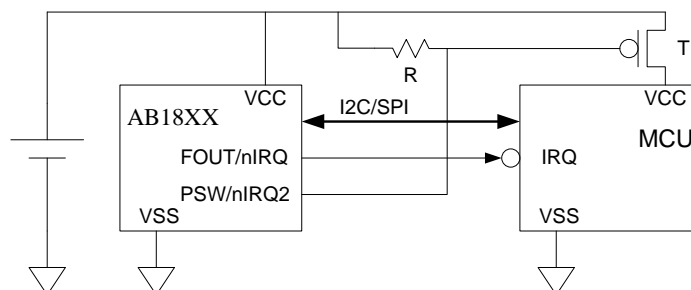 T
R
VCC
VCC
AB18XX
I2C/SPI
MCU
FOUT/nIRQ
IRQ
PSW/nIRQ2
VSS
VSS